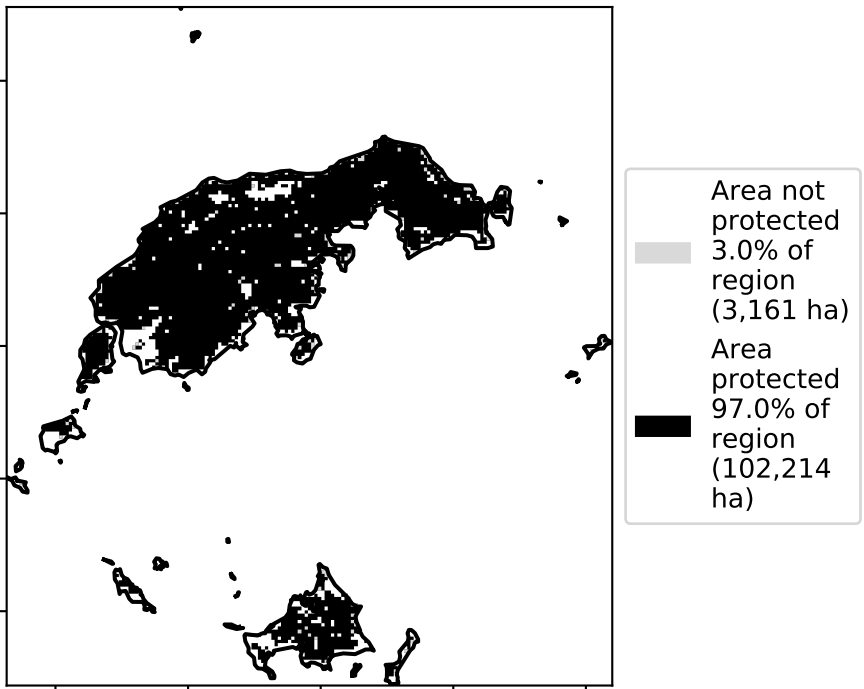 Area not
protected
3.0% of
region
(3,161 ha)
Area
protected
97.0% of
region
(102,214
ha)